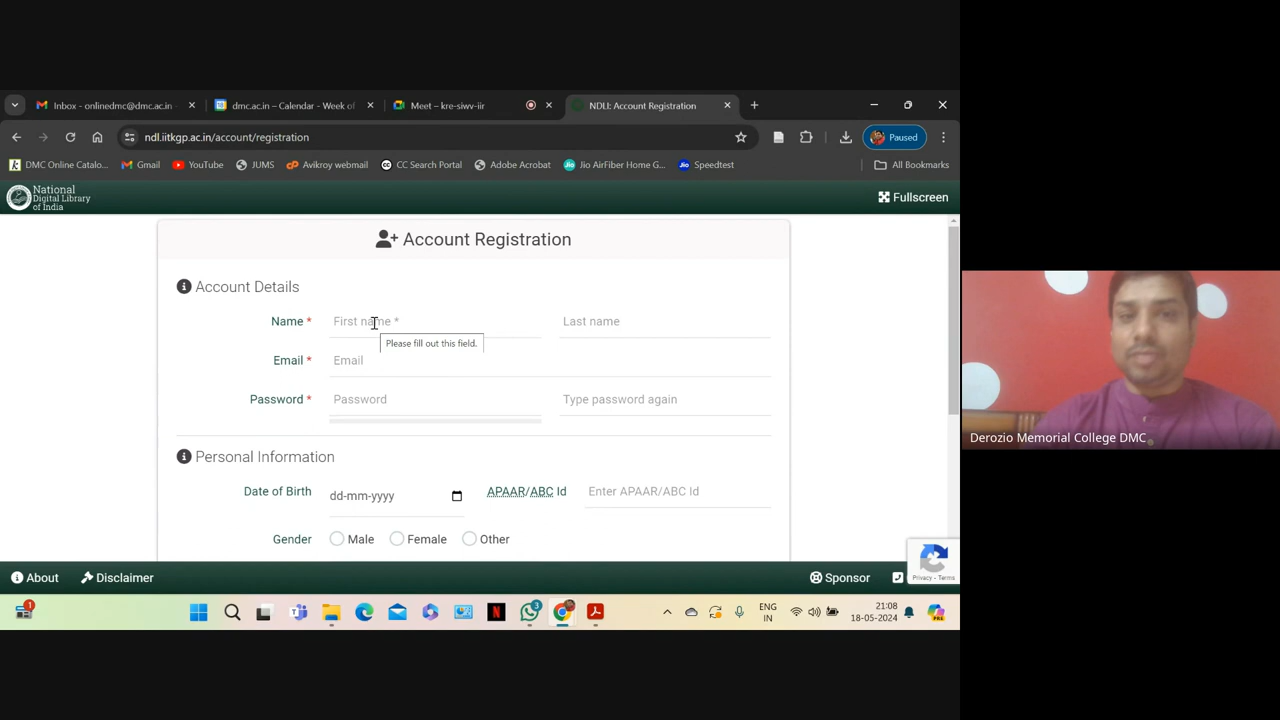 Inbox - onlinedmc@dmc.ac.in
dmc.ac.in – Calendar - Week of
Meet – kre-siwv-iir
NDLI: Account Registration
ndl.iitkgp.ac.in/account/registration
Paused
DMC Online Catalo...
Gmail
YouTube
JUMS
Avikroy webmail
CC Search Portal
Adobe Acrobat
Jio AirFiber Home G...
Speedtest
All Bookmarks
National
Digital Library
of India
Fullscreen
Account Registration
Account Details
Name * First name * Last name
Please fill out this field.
Email * Email
Password * Password Type password again
Personal Information
Date of Birth dd-mm-yyyy APAAR/ABC Id Enter APAAR/ABC Id
Gender Male Female Other
Privacy - Terms
About Disclaimer Sponsor
ENG
IN
21:08
18-05-2024
Derozio Memorial College DMC